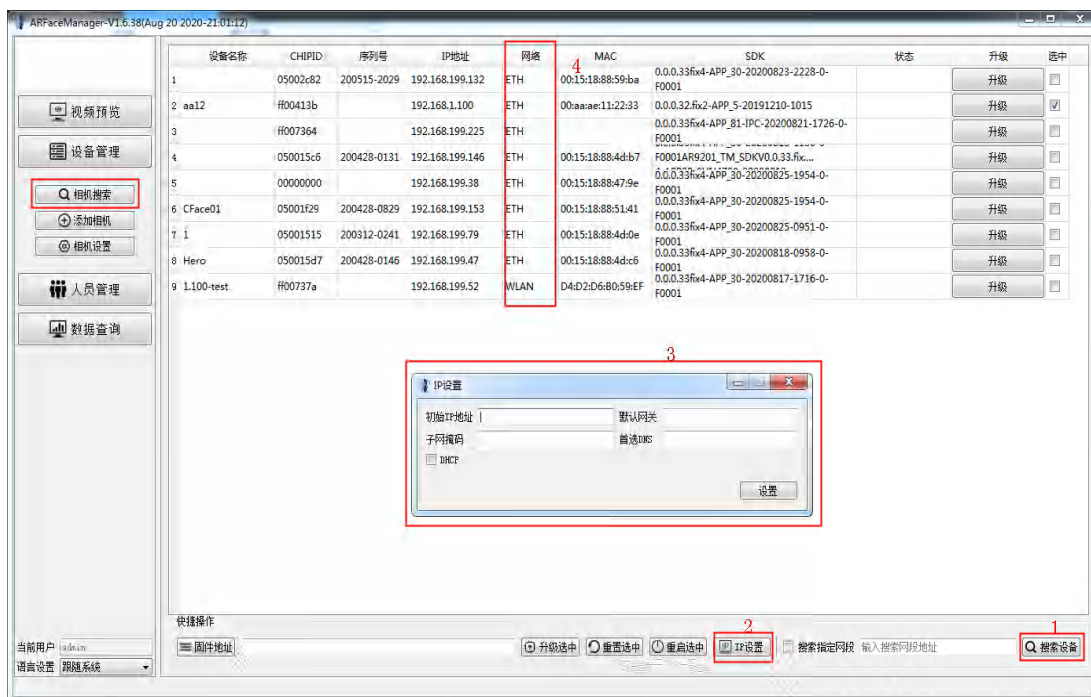 ARFaceManager-V1.6.38(Aug 20 2020-21:01:12)
设备名称 CHIPID 序列号 IP地址 网络 MAC SDK 状态 升级 选中
4
1 05002c82 200515-2029 192.168.199.132 ETH 00:15:18:88:59:ba 0.0.0.33fix4-APP_30-20200823-2228-0-F0001 升级
2 aa12 ff00413b 192.168.1.100 ETH 00:aa:ae:11:22:33 0.0.0.32.fix2-APP_5-20191210-1015 升级
3 ff007364 192.168.199.225 ETH 0.0.0.33fix4-APP_81-IPC-20200821-1726-0-F0001 升级
4 050015c6 200428-0131 192.168.199.146 ETH 00:15:18:88:4d:b7 F0001AR9201_TM_SDKV0.0.33.fix.... 升级
5 00000000 192.168.199.38 ETH 00:15:18:88:47:9e 0.0.0.33fix4-APP_30-20200825-1954-0-F0001 升级
6 CFace01 05001f29 200428-0829 192.168.199.153 ETH 00:15:18:88:51:41 0.0.0.33fix4-APP_30-20200825-1954-0-F0001 升级
7 1 05001515 200312-0241 192.168.199.79 ETH 00:15:18:88:4d:0e 0.0.0.33fix4-APP_30-20200825-0951-0-F0001 升级
8 Hero 050015d7 200428-0146 192.168.199.47 ETH 00:15:18:88:4d:c6 0.0.0.33fix4-APP_30-20200818-0958-0-F0001 升级
9 1.100-test ff00737a 192.168.199.52 WLAN D4:D2:D6:B0:59:EF 0.0.0.33fix4-APP_30-20200817-1716-0-F0001 升级
视频预览
设备管理
相机搜索
添加相机
相机设置
人员管理
数据查询
3
IP设置
初始IP地址 默认网关
子网掩码 首选DNS
DHCP
设置
快捷操作
2 1
固件地址 升级选中 重置选中 重启选中 IP设置 搜索指定网段 输入搜索网段地址 搜索设备
当前用户 admin
语言设置 跟随系统